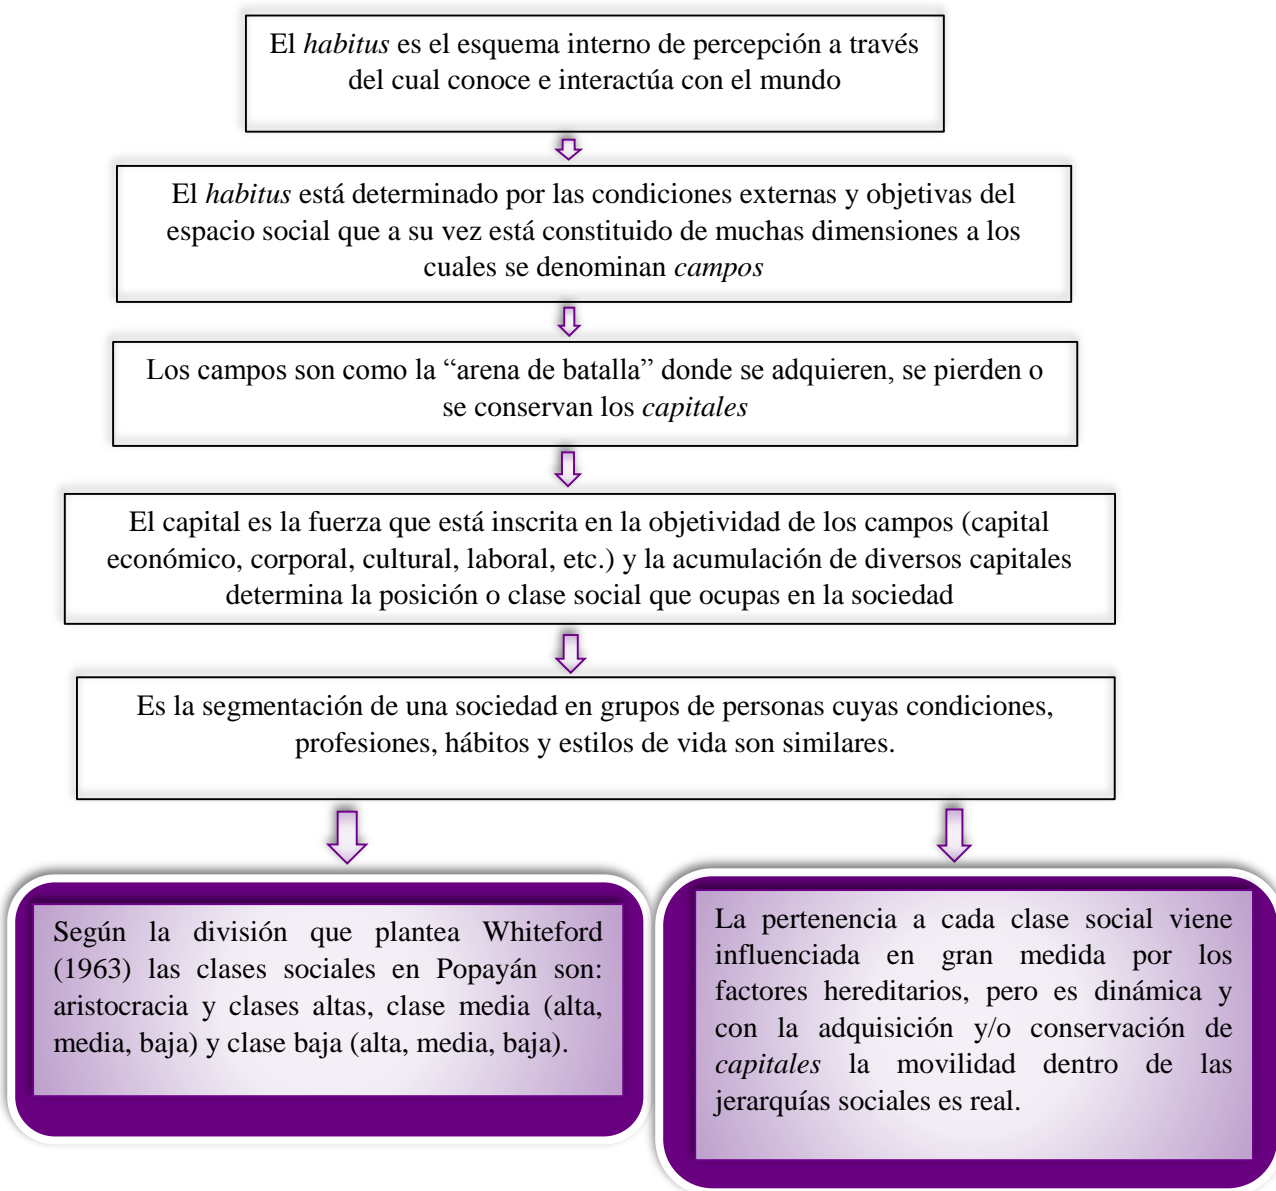 El habitus es el esquema interno de percepción a través
del cual conoce e interactúa con el mundo
El habitus está determinado por las condiciones externas y objetivas del
espacio social que a su vez está constituido de muchas dimensiones a los
cuales se denominan campos
Los campos son como la “arena de batalla” donde se adquieren, se pierden o
se conservan los capitales
El capital es la fuerza que está inscrita en la objetividad de los campos (capital
económico, corporal, cultural, laboral, etc.) y la acumulación de diversos capitales
determina la posición o clase social que ocupas en la sociedad
Es la segmentación de una sociedad en grupos de personas cuyas condiciones,
profesiones, hábitos y estilos de vida son similares.
Según la división que plantea Whiteford
(1963) las clases sociales en Popayán son:
aristocracia y clases altas, clase media (alta,
media, baja) y clase baja (alta, media, baja).
La pertenencia a cada clase social viene
influenciada en gran medida por los
factores hereditarios, pero es dinámica y
con la adquisición y/o conservación de
capitales la movilidad dentro de las
jerarquías sociales es real.